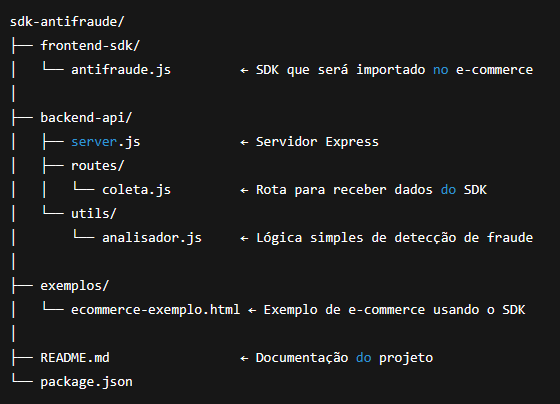 sdk-antifraude/
├── frontend-sdk/
│   └── antifraude.js         ← SDK que será importado no e-commerce
│
├── backend-api/
│   ├── server.js             ← Servidor Express
│   ├── routes/
│   │   └── coleta.js         ← Rota para receber dados do SDK
│   └── utils/
│       └── analisador.js     ← Lógica simples de detecção de fraude
│
├── exemplos/
│   └── ecommerce-exemplo.html ← Exemplo de e-commerce usando o SDK
│
├── README.md                 ← Documentação do projeto
└── package.json